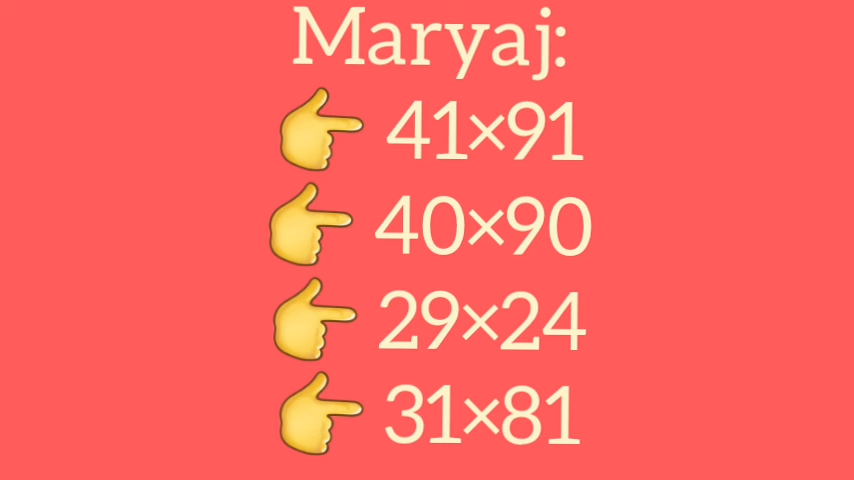 Maryaj:
👉 41×91
👉 40×90
👉 29×24
👉 31×81